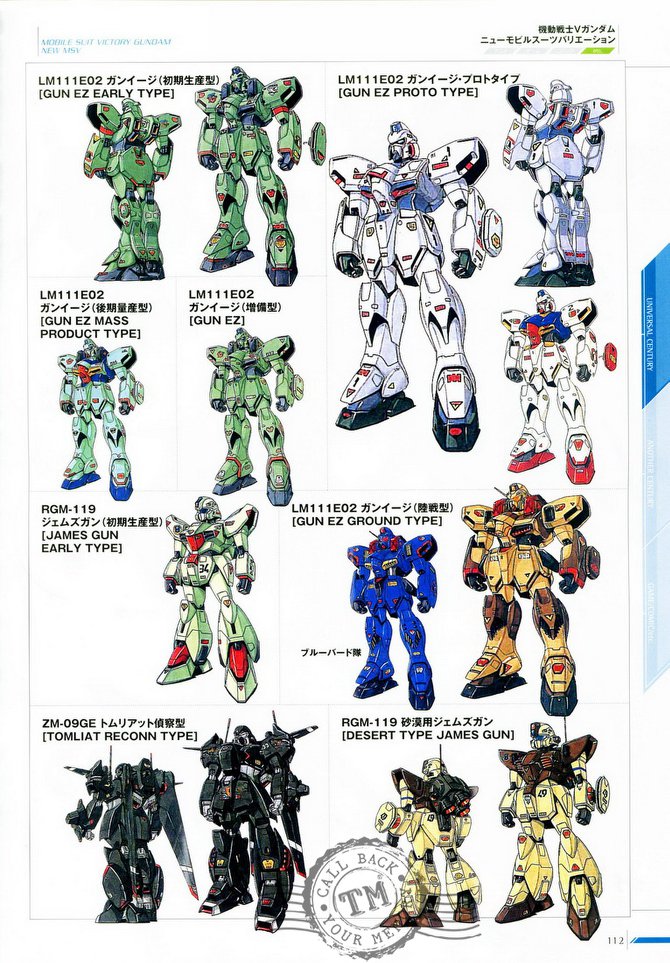 MOBILE SUIT VICTORY GUNDAM
NEW MSV
機動戦士Vガンダム
ニューモビルスーツバリエーション
LM111E02 ガンイージ(初期生産型)
[GUN EZ EARLY TYPE]
LM111E02 ガンイージ・プロトタイプ
[GUN EZ PROTO TYPE]
LM111E02
ガンイージ(後期量産型)
[GUN EZ MASS
PRODUCT TYPE]
LM111E02
ガンイージ(増備型)
[GUN EZ]
RGM-119
ジェムズガン(初期生産型)
[JAMES GUN
EARLY TYPE]
34
LM111E02 ガンイージ(陸戦型)
[GUN EZ GROUND TYPE]
ブルーバード隊
ZM-09GE トムリアット偵察型
[TOMLIAT RECONN TYPE]
RGM-119 砂漠用ジェムズガン
[DESERT TYPE JAMES GUN]
49
UNIVERSAL CENTURY
ANOTHER CENTURY
CALL BACK
TM
112